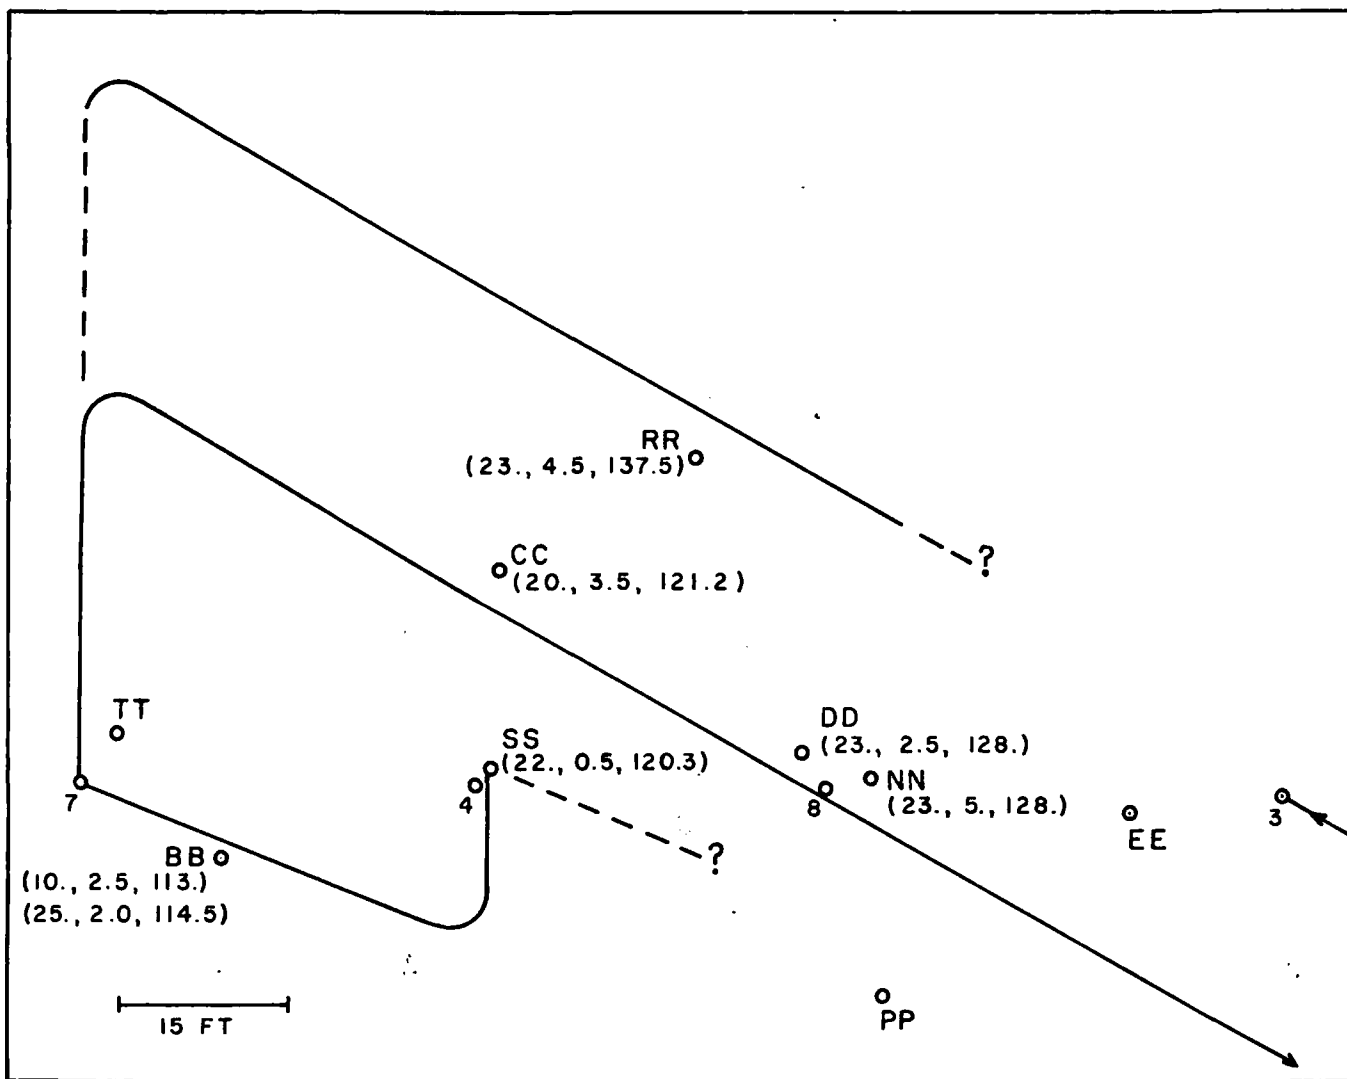 RR
(23., 4.5, 137.5)
?
CC
(20., 3.5, 121.2)
TT
DD
(23., 2.5, 128.)
SS
(22., 0.5, 120.3)
NN
(23., 5., 128.)
7
4
8
3
EE
?
BB
(10., 2.5, 113.)
(25., 2.0, 114.5)
15 FT
PP